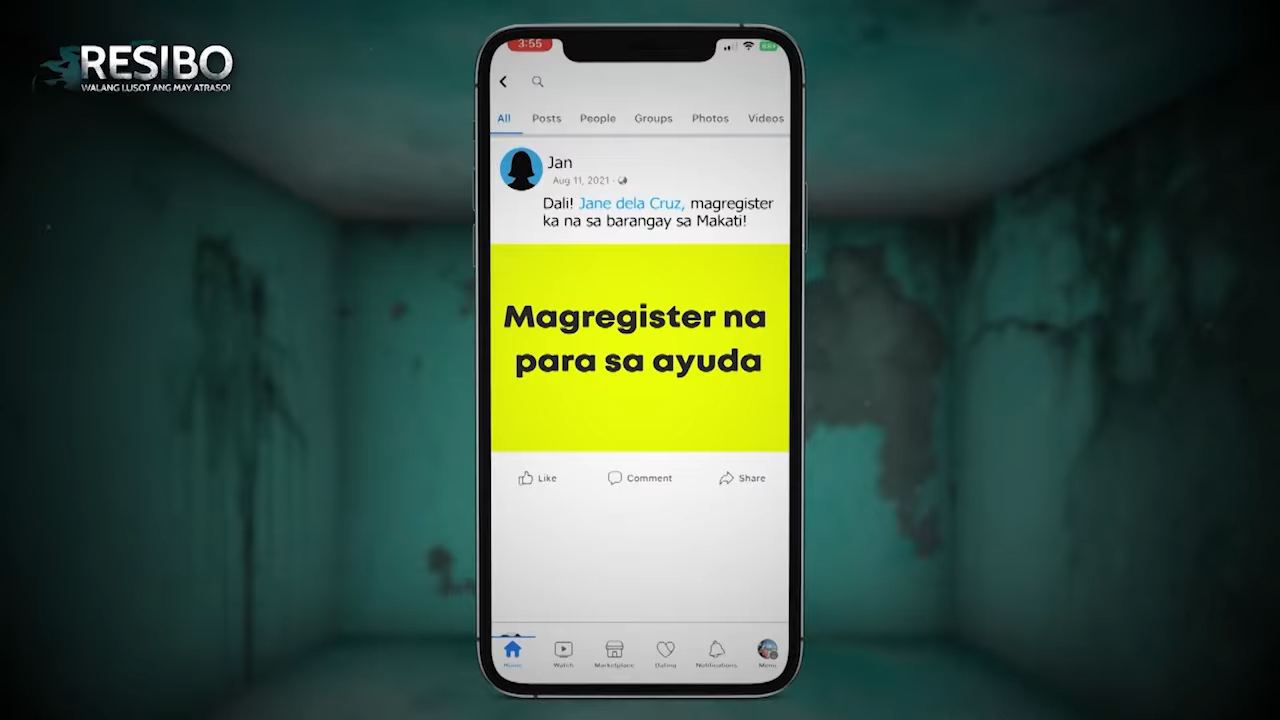 RESIBO
WALANG LUSOT ANG MAY ATRASO!
3:55
All Posts People Groups Photos Videos
Jan
Aug 11, 2021
Dali! Jane dela Cruz, magregister
ka na sa barangay sa Makati!
Magregister na
para sa ayuda
Like Comment Share
Home Watch Marketplace Dating Notifications Menu